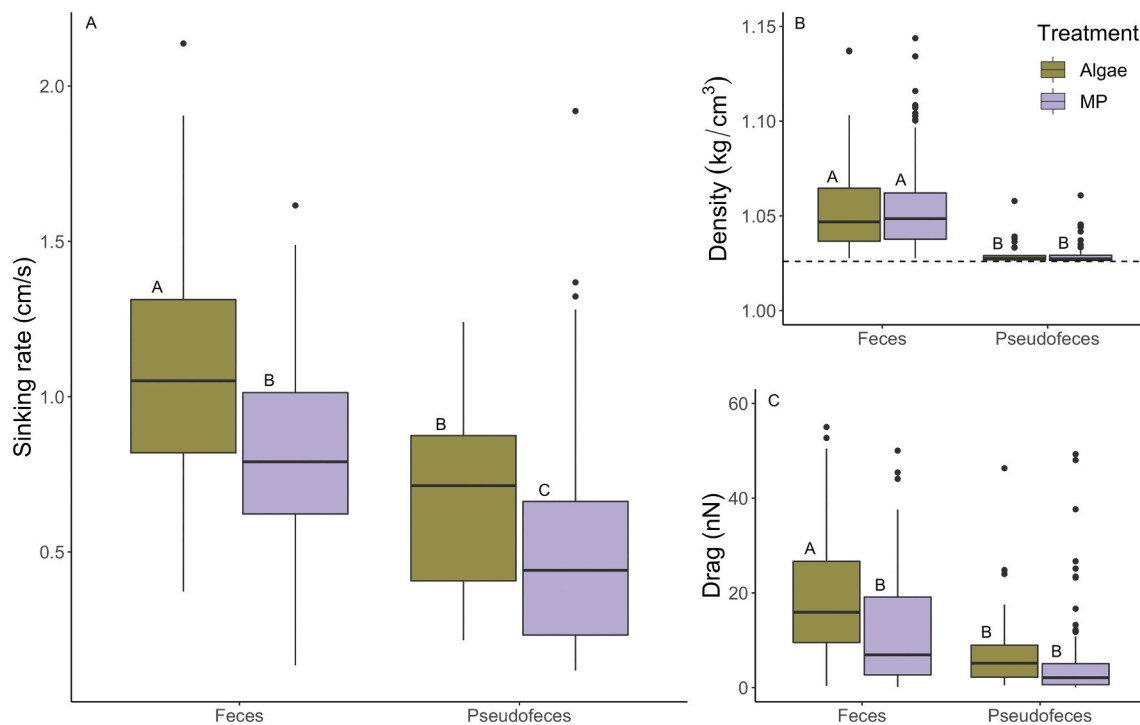 A
Sinking rate (cm/s)
2.0
1.5
1.0
0.5
A
B
B
C
Feces
Pseudofeces
B
Treatment
Algae
MP
Density (kg/cm³)
1.15
1.10
1.05
1.00
A
A
B
B
Feces
Pseudofeces
C
Drag (nN)
60
40
20
0
A
B
B
B
Feces
Pseudofeces